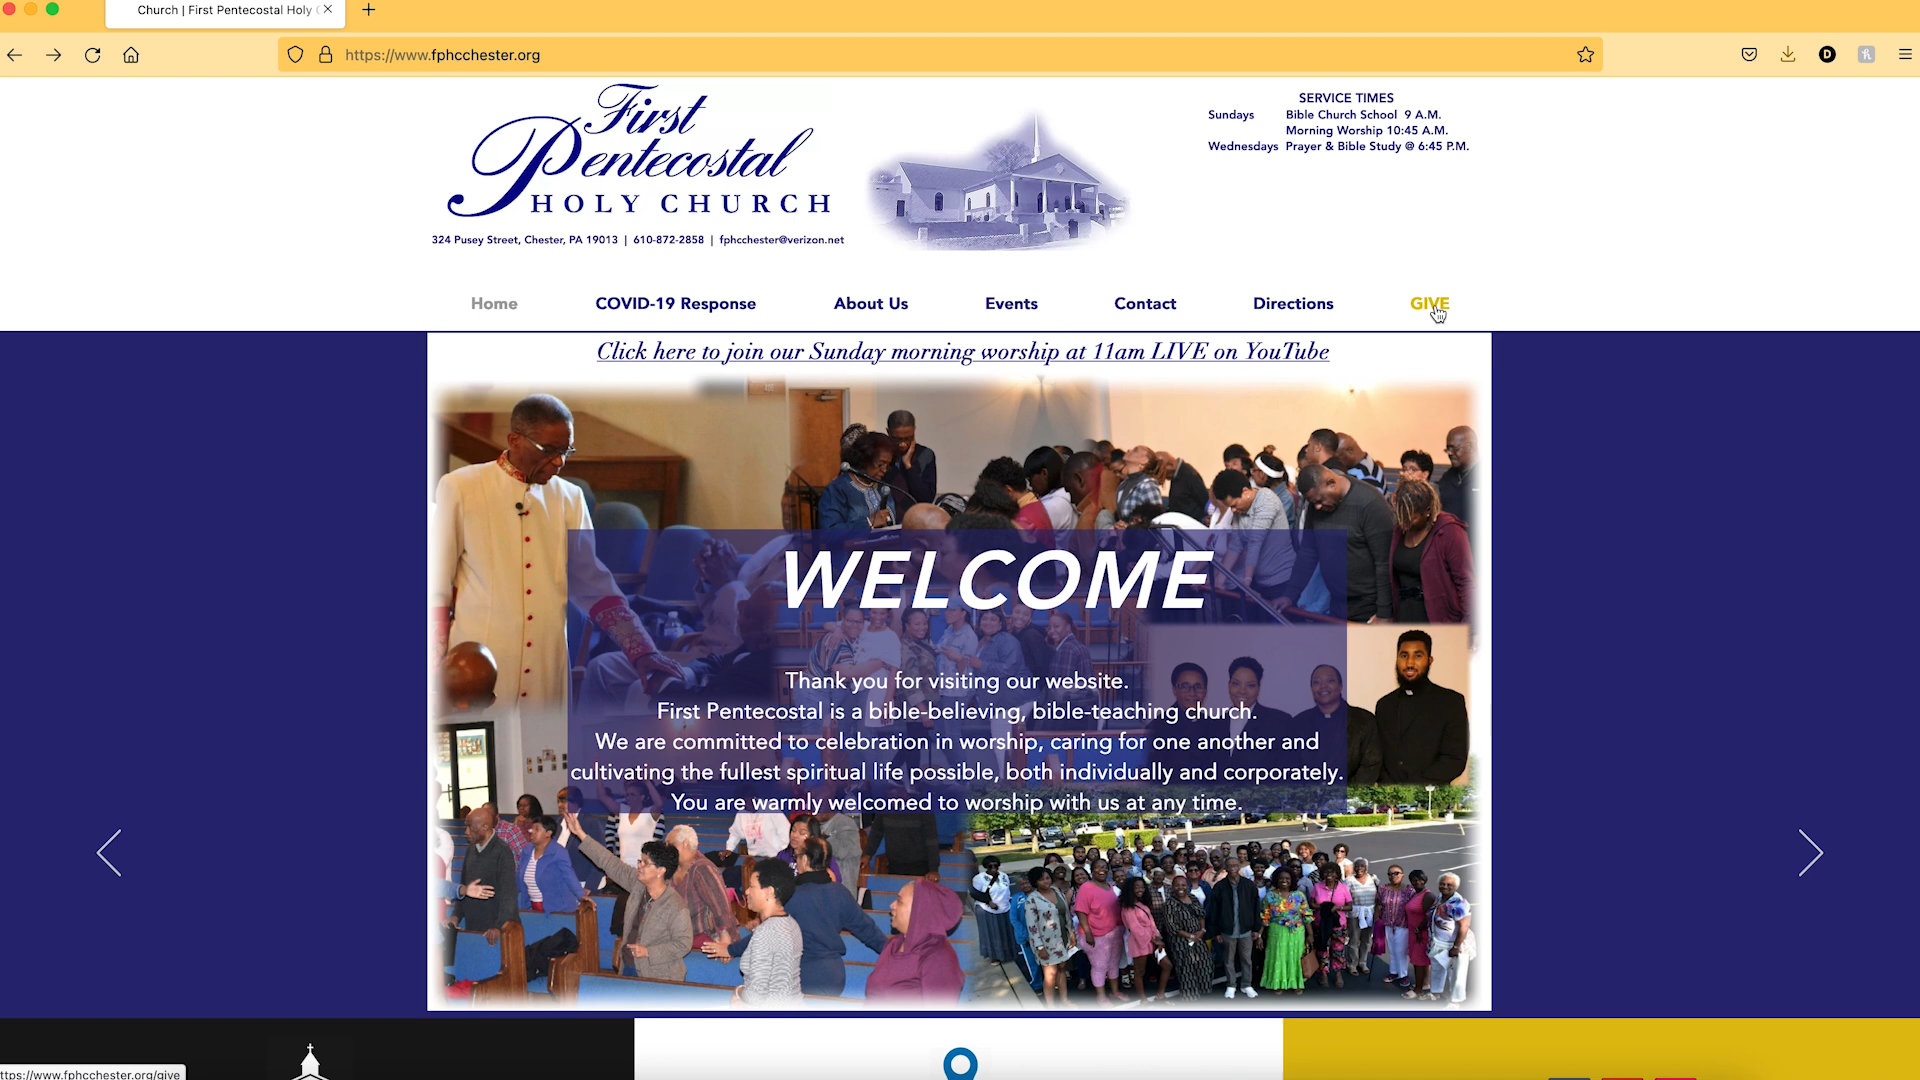 Church | First Pentecostal Holy
https://www.fphcchester.org
D
First
Pentecostal
HOLY CHURCH
324 Pusey Street, Chester, PA 19013 | 610-872-2858 | fphcchester@verizon.net
SERVICE TIMES
Sundays Bible Church School 9 A.M.
Morning Worship 10:45 A.M.
Wednesdays Prayer & Bible Study @ 6:45 P.M.
Home COVID-19 Response About Us Events Contact Directions GIVE
Click here to join our Sunday morning worship at 11am LIVE on YouTube
WELCOME
Thank you for visiting our website.
First Pentecostal is a bible-believing, bible-teaching church.
We are committed to celebration in worship, caring for one another and
cultivating the fullest spiritual life possible, both individually and corporately.
You are warmly welcomed to worship with us at any time.
ttps://www.fphcchester.org/give